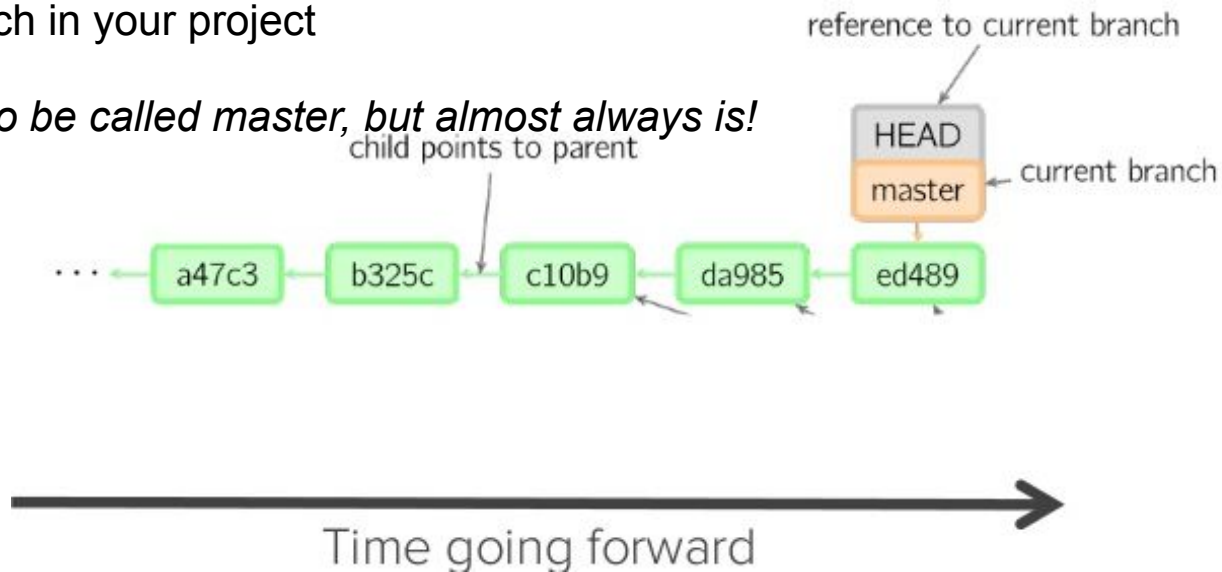 ch in your project
reference to current branch
o be called master, but almost always is!
child points to parent
HEAD
master
current branch
... a47c3 b325c c10b9 da985 ed489
Time going forward